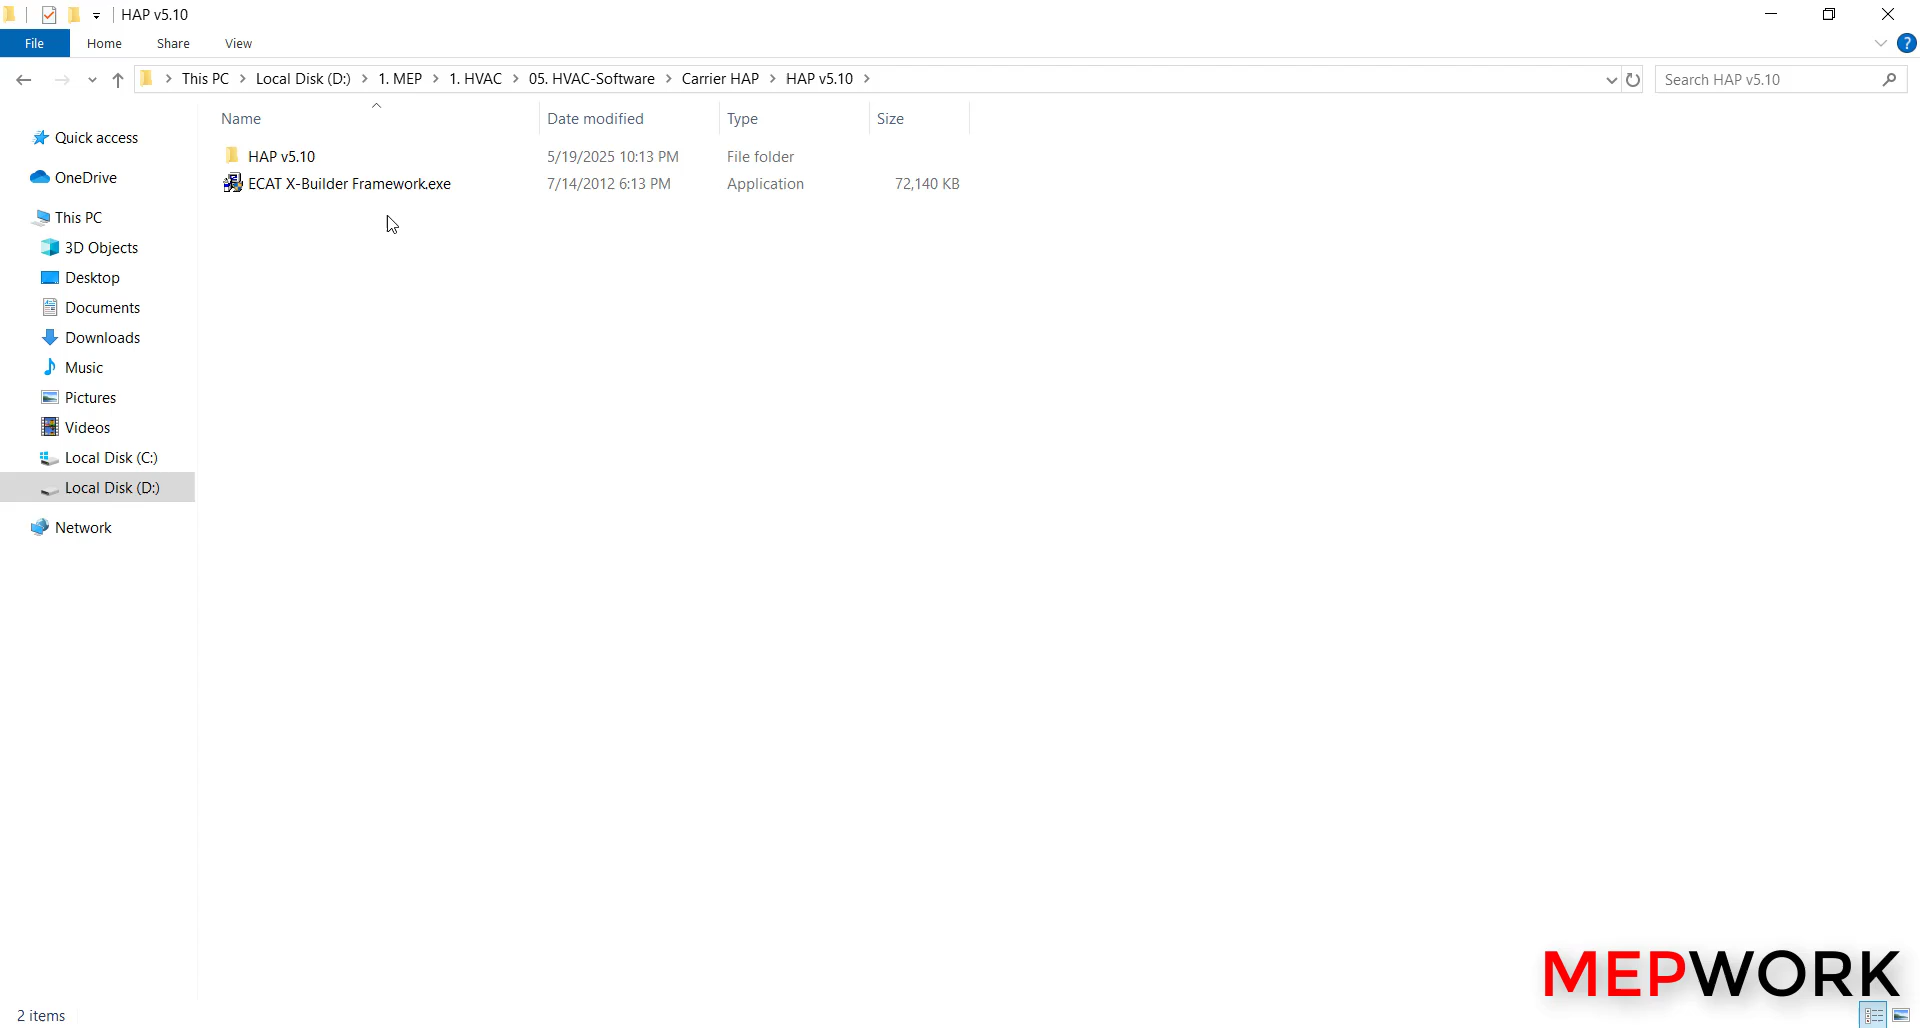 HAP v5.10
File Home Share View
This PC Local Disk (D:) 1. MEP 1. HVAC 05. HVAC-Software Carrier HAP HAP v5.10
Search HAP v5.10
Name Date modified Type Size
HAP v5.10 5/19/2025 10:13 PM File folder
ECAT X-Builder Framework.exe 7/14/2012 6:13 PM Application 72,140 KB
Quick access
OneDrive
This PC
3D Objects
Desktop
Documents
Downloads
Music
Pictures
Videos
Local Disk (C:)
Local Disk (D:)
Network
MEPWORK
2 items